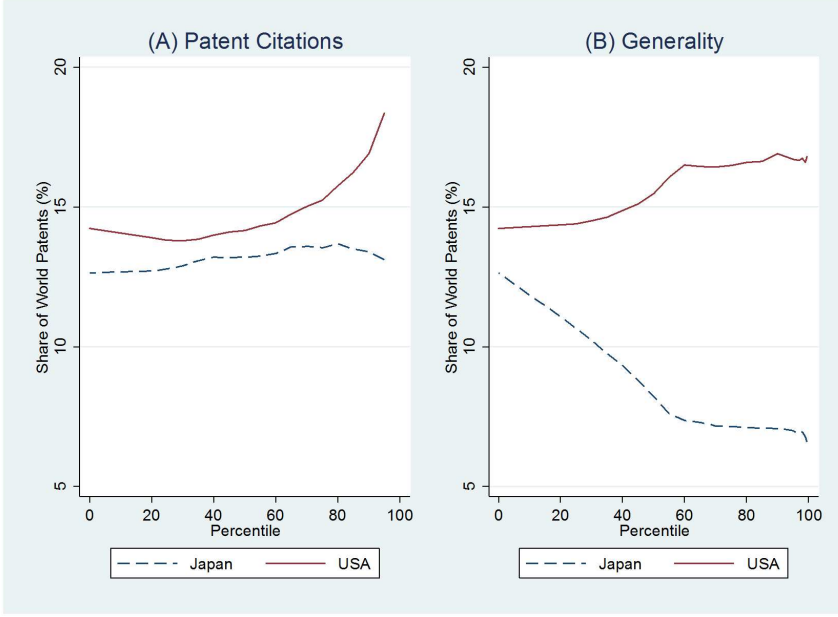 (A) Patent Citations
Share of World Patents (%)
20
15
10
5
0 20 40 60 80 100
Percentile
Japan USA
(B) Generality
Share of World Patents (%)
20
15
10
5
0 20 40 60 80 100
Percentile
Japan USA